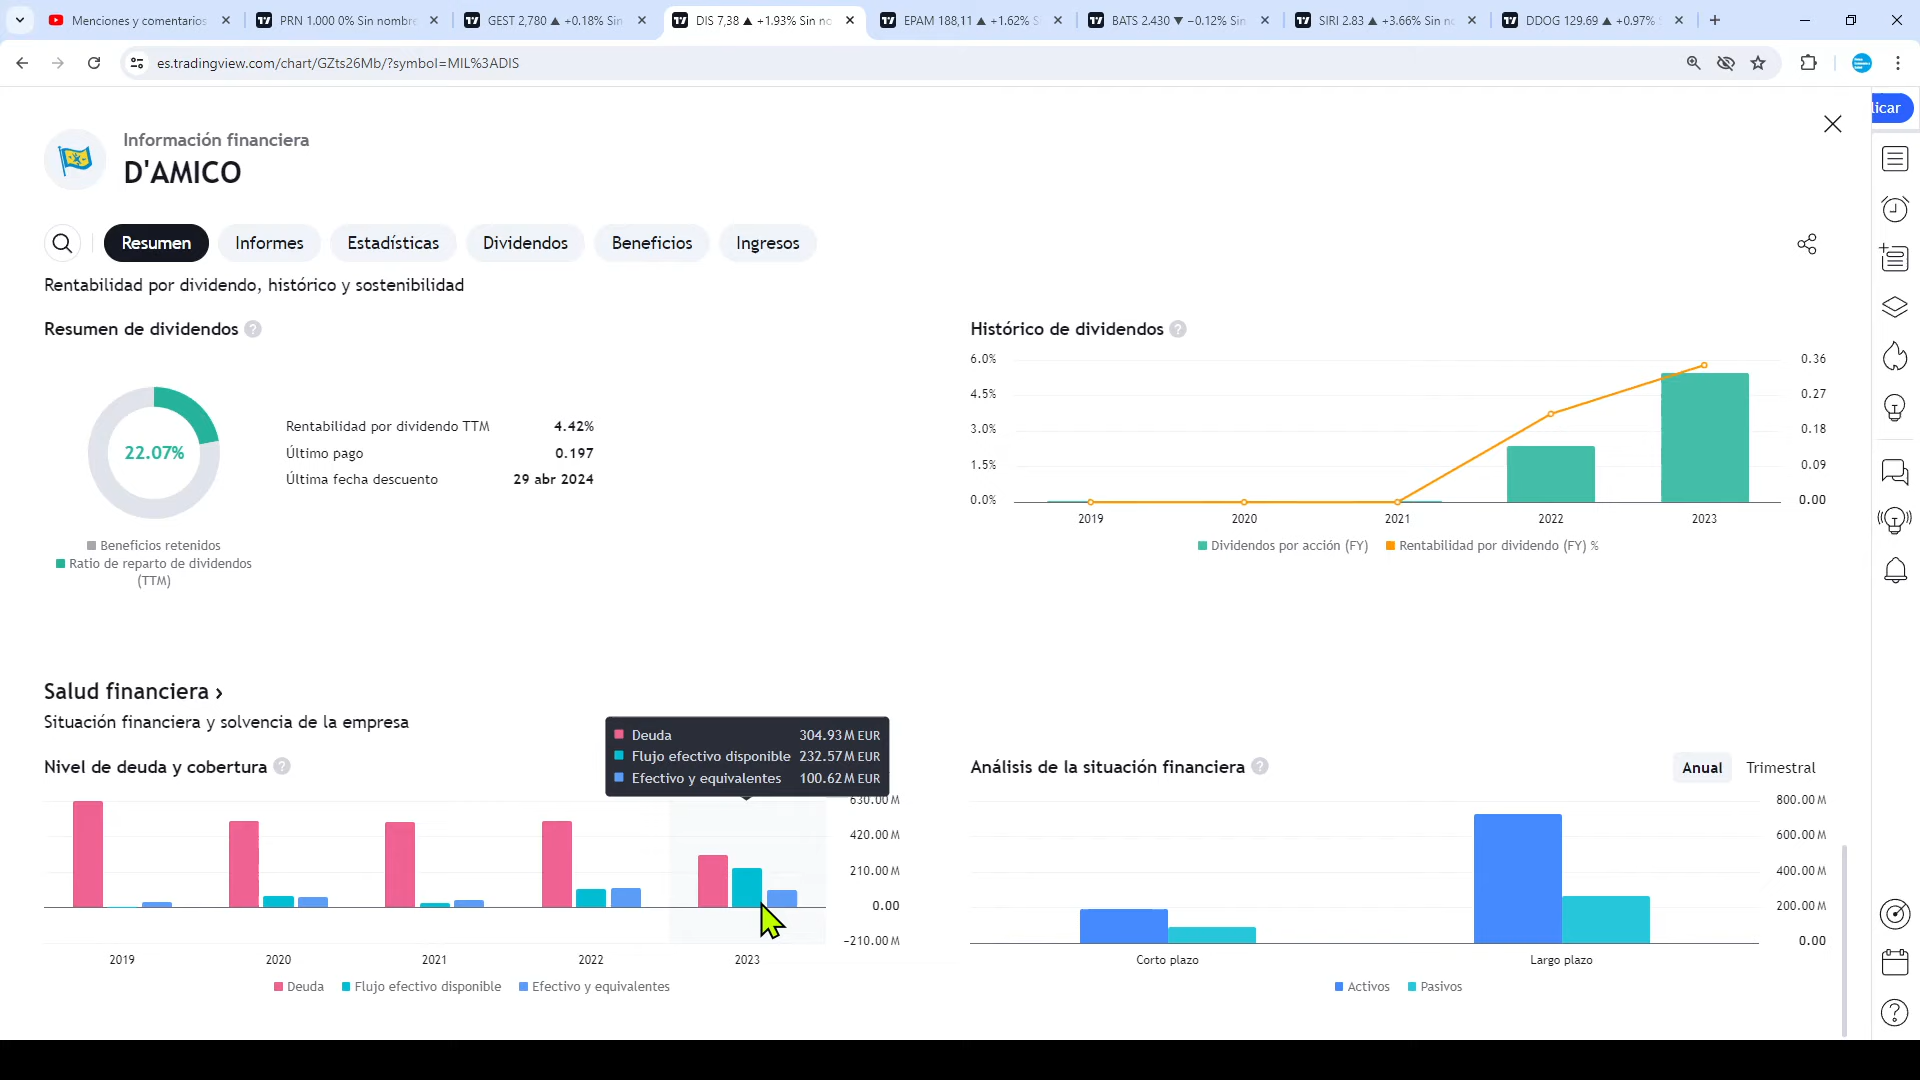 Menciones y comentarios
PRN 1.000 0% Sin nombre
GEST 2,780 ▲ +0.18% Sin
DIS 7,38 ▲ +1.93% Sin no
EPAM 188,11 ▲ +1.62% S
BATS 2.430 ▼ −0.12% Sin
SIRI 2.83 ▲ +3.66% Sin no
DDOG 129.69 ▲ +0.97%
es.tradingview.com/chart/GZts26Mb/?symbol=MIL%3ADIS
licar
Información financiera
D'AMICO
Resumen
Informes
Estadísticas
Dividendos
Beneficios
Ingresos
Rentabilidad por dividendo, histórico y sostenibilidad
Resumen de dividendos ?
22.07%
Rentabilidad por dividendo TTM 4.42%
Último pago 0.197
Última fecha descuento 29 abr 2024
Beneficios retenidos
Ratio de reparto de dividendos
(TTM)
Histórico de dividendos ?
6.0% 0.36
4.5% 0.27
3.0% 0.18
1.5% 0.09
0.0% 0.00
2019 2020 2021 2022 2023
Dividendos por acción (FY) Rentabilidad por dividendo (FY) %
Salud financiera ›
Situación financiera y solvencia de la empresa
Nivel de deuda y cobertura ?
Deuda 304.93 M EUR
Flujo efectivo disponible 232.57 M EUR
Efectivo y equivalentes 100.62 M EUR
630.00 M
420.00 M
210.00 M
0.00
−210.00 M
2019 2020 2021 2022 2023
Deuda Flujo efectivo disponible Efectivo y equivalentes
Análisis de la situación financiera ?
Anual Trimestral
800.00 M
600.00 M
400.00 M
200.00 M
0.00
Corto plazo Largo plazo
Activos Pasivos